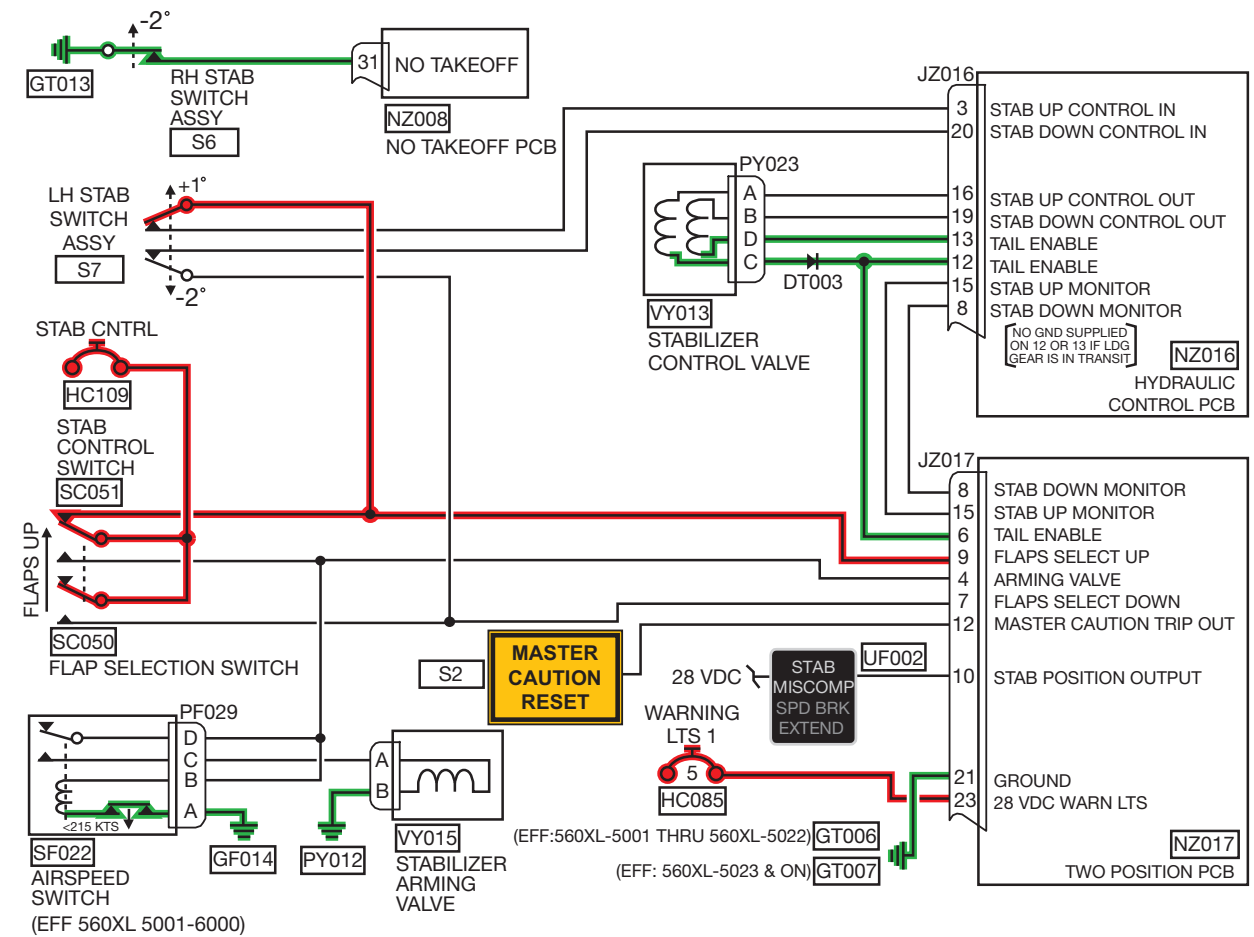 -2°
GT013
RH STAB
SWITCH
ASSY
S6
31
NO TAKEOFF
NZ008
NO TAKEOFF PCB
LH STAB
SWITCH
ASSY
S7
+1°
-2°
STAB CNTRL
HC109
STAB
CONTROL
SWITCH
SC051
FLAPS UP
SC050
FLAP SELECTION SWITCH
PY023
A
B
D
C
DT003
VY013
STABILIZER
CONTROL VALVE
JZ016
3 STAB UP CONTROL IN
20 STAB DOWN CONTROL IN
16 STAB UP CONTROL OUT
19 STAB DOWN CONTROL OUT
13 TAIL ENABLE
12 TAIL ENABLE
15 STAB UP MONITOR
8 STAB DOWN MONITOR
NO GND SUPPLIED
ON 12 OR 13 IF LDG
GEAR IS IN TRANSIT
NZ016
HYDRAULIC
CONTROL PCB
JZ017
8 STAB DOWN MONITOR
15 STAB UP MONITOR
6 TAIL ENABLE
9 FLAPS SELECT UP
4 ARMING VALVE
7 FLAPS SELECT DOWN
12 MASTER CAUTION TRIP OUT
10 STAB POSITION OUTPUT
21 GROUND
23 28 VDC WARN LTS
NZ017
TWO POSITION PCB
S2
MASTER
CAUTION
RESET
28 VDC
STAB
MISCOMP
SPD BRK
EXTEND
UF002
WARNING
LTS 1
5
HC085
(EFF:560XL-5001 THRU 560XL-5022)
GT006
(EFF: 560XL-5023 & ON)
GT007
PF029
D
C
B
A
<215 KTS
SF022
AIRSPEED
SWITCH
(EFF 560XL 5001-6000)
GF014
PY012
A
B
VY015
STABILIZER
ARMING
VALVE